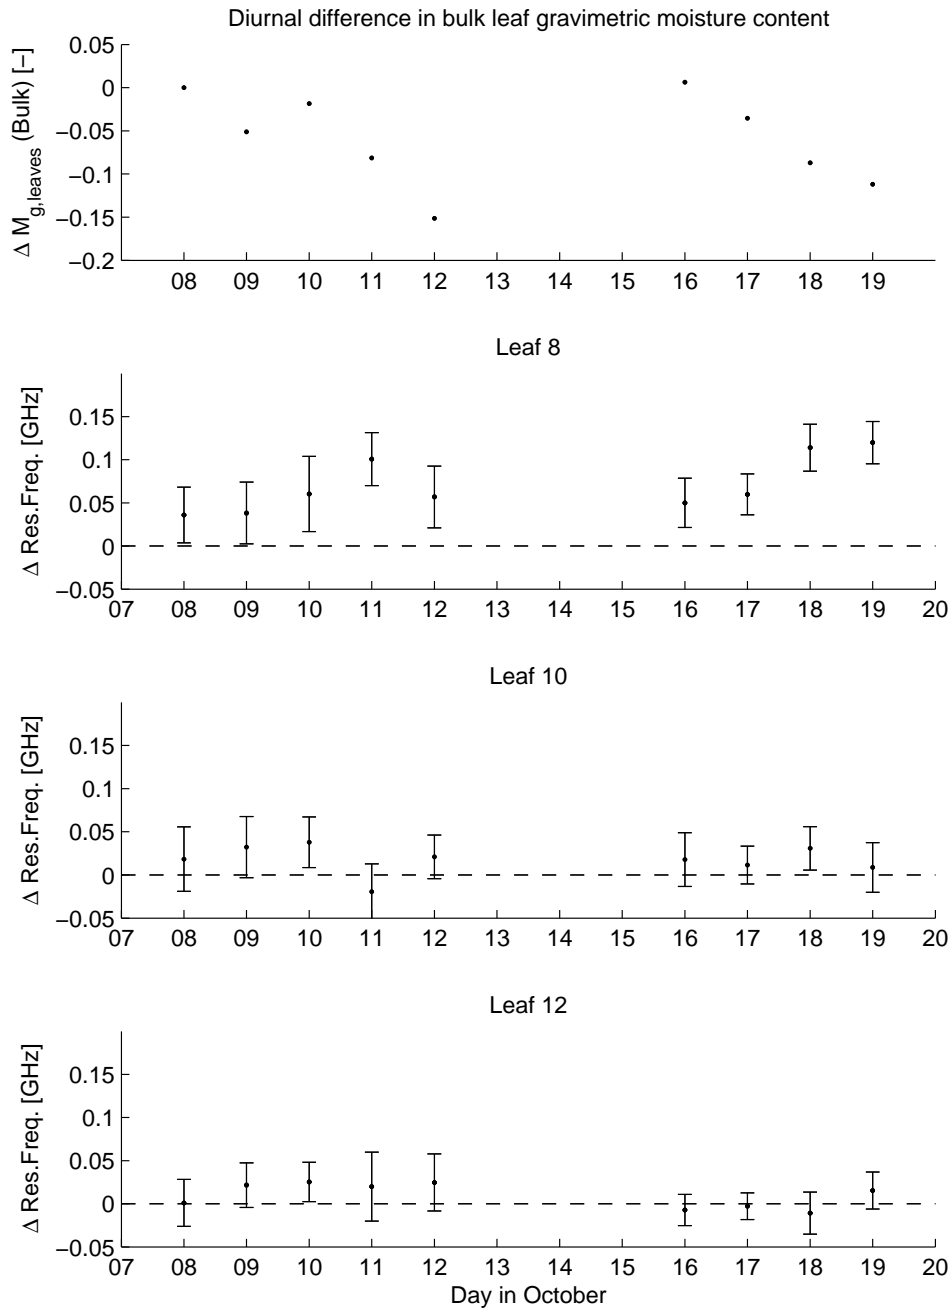 Diurnal difference in bulk leaf gravimetric moisture content
Δ M_g,leaves (Bulk) [−]
0.05
0
−0.05
−0.1
−0.15
−0.2
08 09 10 11 12 16 17 18 19
Leaf 8
Δ Res.Freq. [GHz]
0.15
0.1
0.05
0
−0.05
07 08 09 10 11 12 13 14 15 16 17 18 19 20
Leaf 10
Δ Res.Freq. [GHz]
0.15
0.1
0.05
0
−0.05
07 08 09 10 11 12 13 14 15 16 17 18 19 20
Leaf 12
Δ Res.Freq. [GHz]
0.15
0.1
0.05
0
−0.05
07 08 09 10 11 12 13 14 15 16 17 18 19 20
Day in October